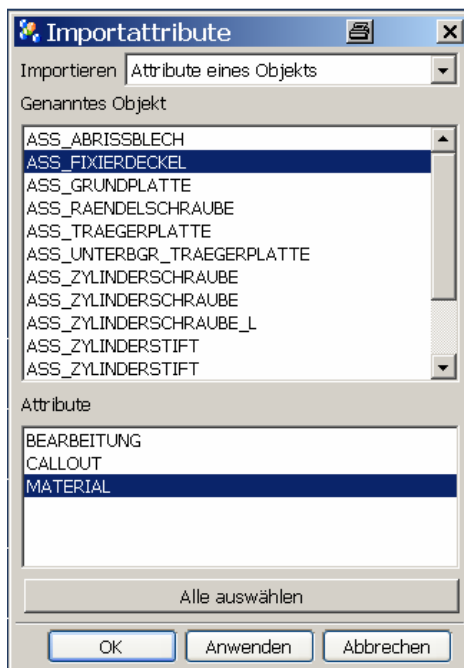 Importattribute
Importieren Attribute eines Objekts
Genanntes Objekt
ASS_ABRISSBLECH
ASS_FIXIERDECKEL
ASS_GRUNDPLATTE
ASS_RAENDELSCHRAUBE
ASS_TRAEGERPLATTE
ASS_UNTERBGR_TRAEGERPLATTE
ASS_ZYLINDERSCHRAUBE
ASS_ZYLINDERSCHRAUBE
ASS_ZYLINDERSCHRAUBE_L
ASS_ZYLINDERSTIFT
ASS_ZYLINDERSTIFT
Attribute
BEARBEITUNG
CALLOUT
MATERIAL
Alle auswählen
OK Anwenden Abbrechen